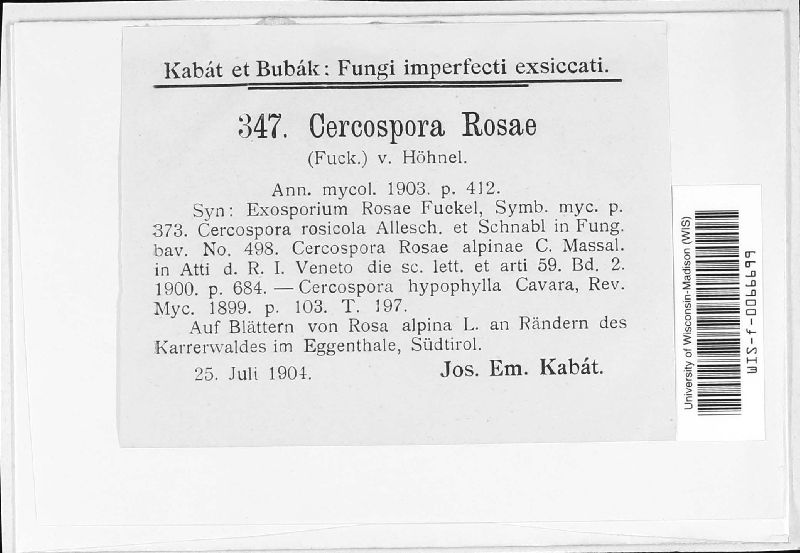 Kabát et Bubák: Fungi imperfecti exsiccati.
347. Cercospora Rosae
(Fuck.) v. Höhnel.
Ann. mycol. 1903. p. 412.
Syn: Exosporium Rosae Fuckel, Symb. myc. p.
373. Cercospora rosicola Allesch. et Schnabl in Fung.
bav. No. 498. Cercospora Rosae alpinae C. Massal.
in Atti d. R. I. Veneto die sc. lett. et arti 59. Bd. 2.
1900. p. 684. — Cercospora hypophylla Cavara, Rev.
Myc. 1899. p. 103. T. 197.
Auf Blättern von Rosa alpina L. an Rändern des
Karrerwaldes im Eggenthale, Südtirol.
25. Juli 1904. Jos. Em. Kabát.
University of Wisconsin-Madison (WIS)
WIS-f-0066699